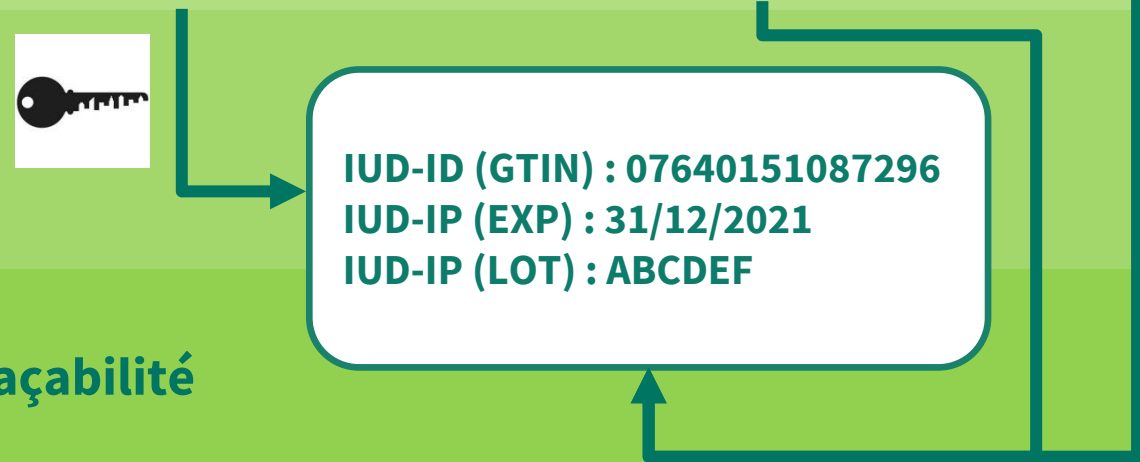 IUD-ID (GTIN) : 07640151087296
IUD-IP (EXP) : 31/12/2021
IUD-IP (LOT) : ABCDEF
açabilité